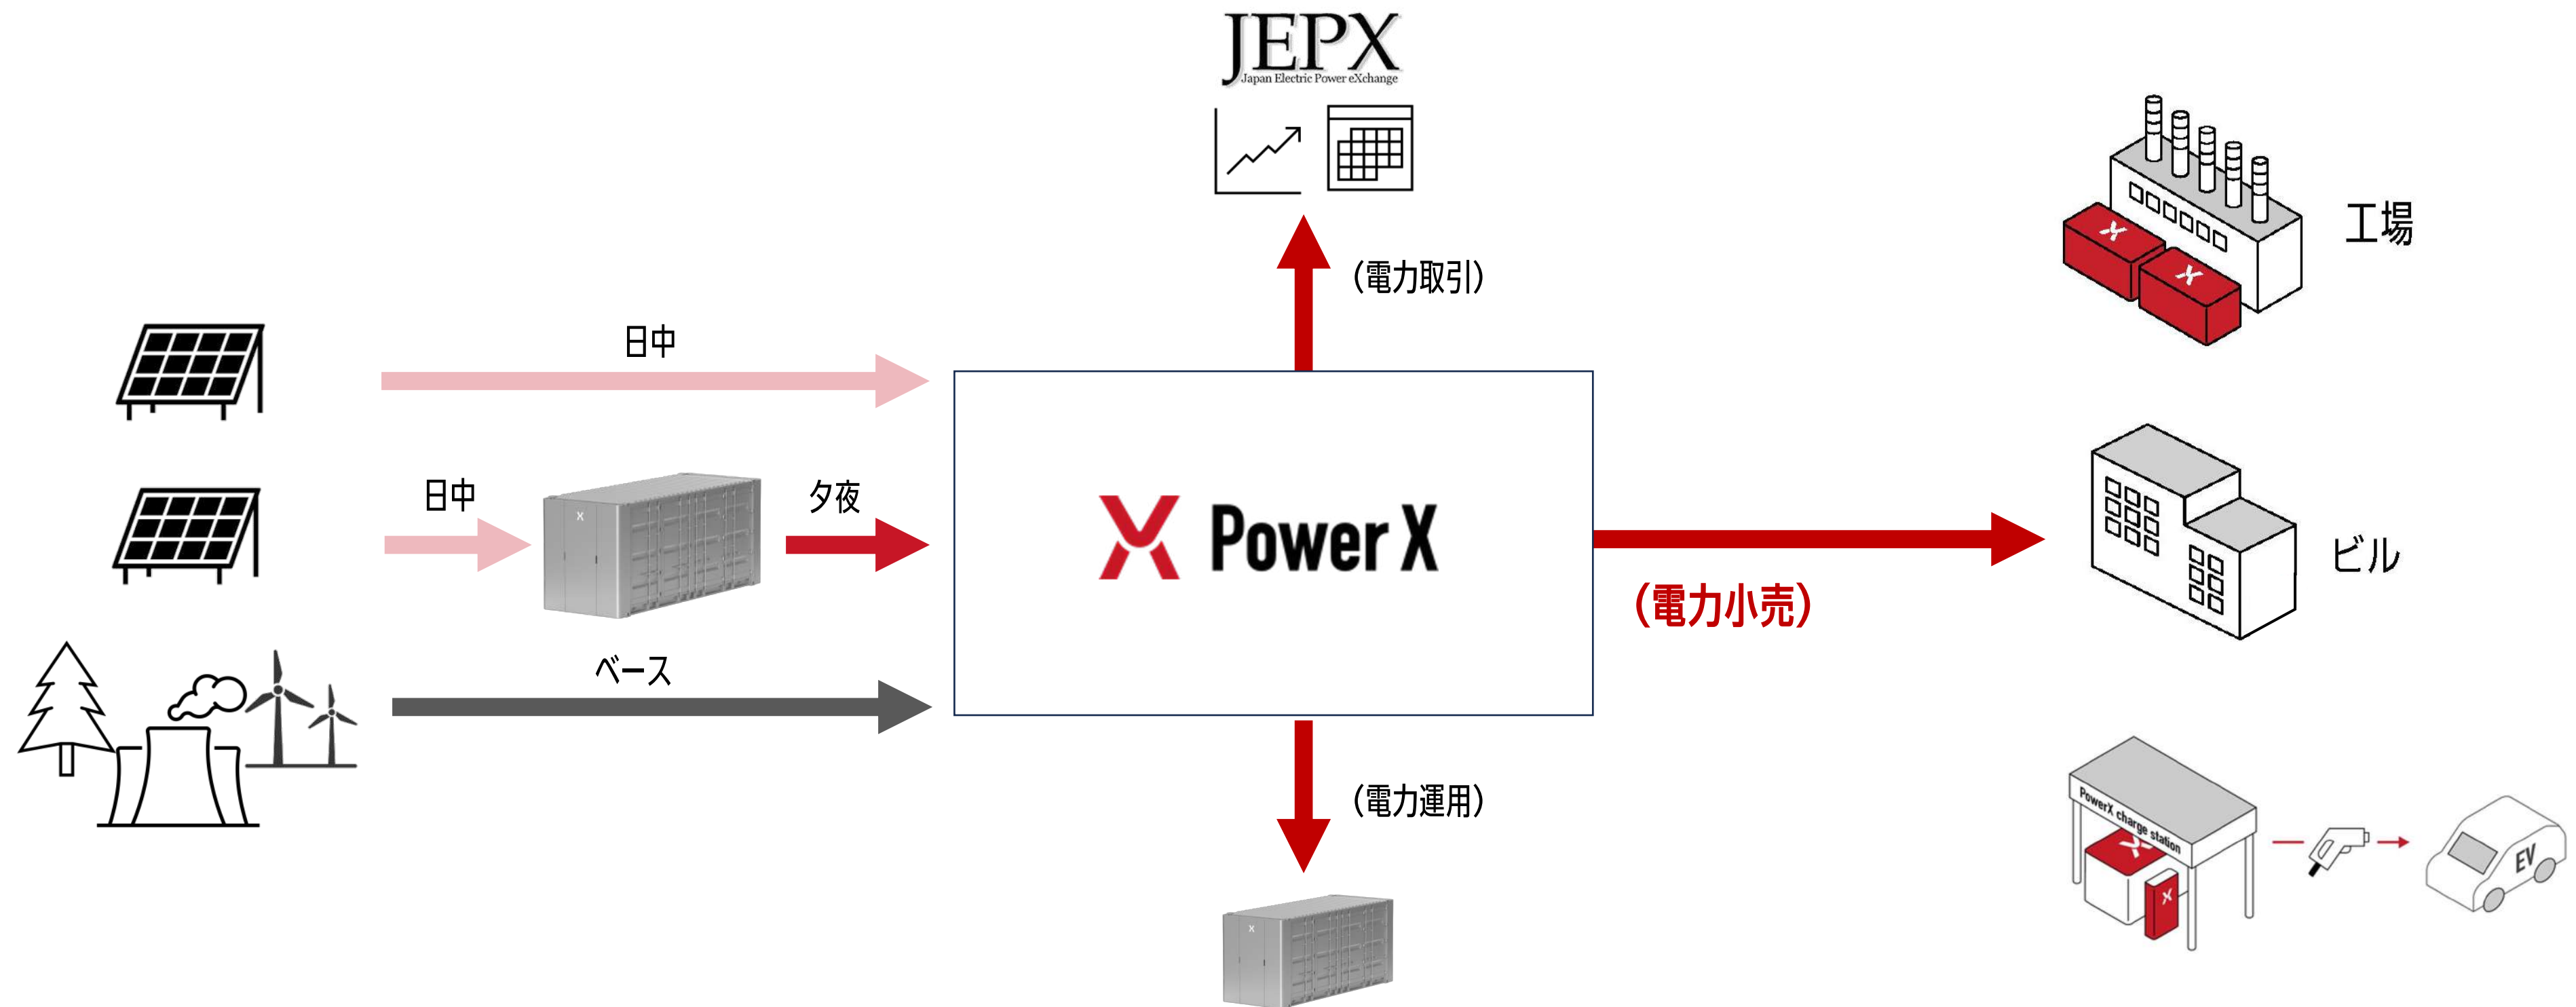 JEPX
Japan Electric Power eXchange
工場
(電力取引)
日中
日中
夕夜
X
Power X
(電力小売)
ビル
ベース
(電力運用)
PowerX charge station
EV
X